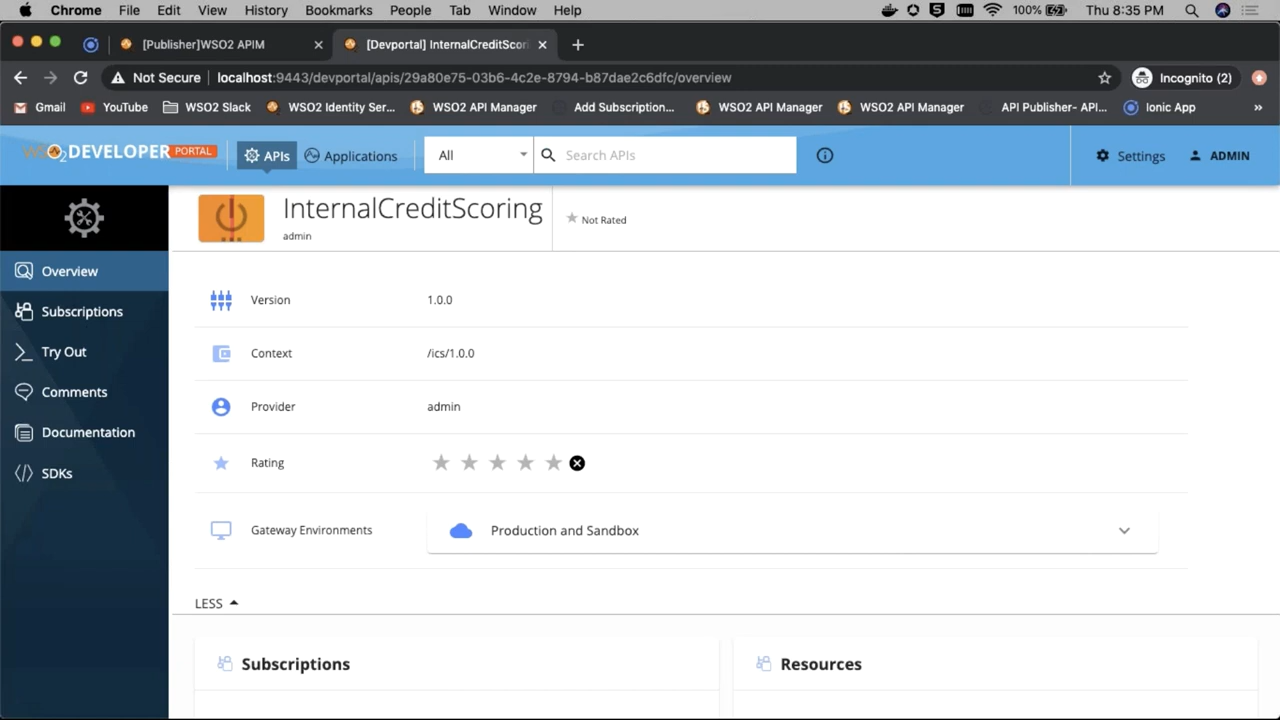 Chrome File Edit View History Bookmarks People Tab Window Help 100% Thu 8:35 PM
[Publisher]WSO2 APIM [Devportal] InternalCreditScori
Not Secure localhost:9443/devportal/apis/29a80e75-03b6-4c2e-8794-b87dae2c6dfc/overview Incognito (2)
Gmail YouTube WSO2 Slack WSO2 Identity Ser... WSO2 API Manager Add Subscription... WSO2 API Manager WSO2 API Manager API Publisher- API... Ionic App »
WSO2 DEVELOPER PORTAL APIs Applications All Search APIs Settings ADMIN
InternalCreditScoring
admin
Not Rated
Overview
Subscriptions
Try Out
Comments
Documentation
SDKs
Version 1.0.0
Context /ics/1.0.0
Provider admin
Rating
Gateway Environments Production and Sandbox
LESS
Subscriptions Resources